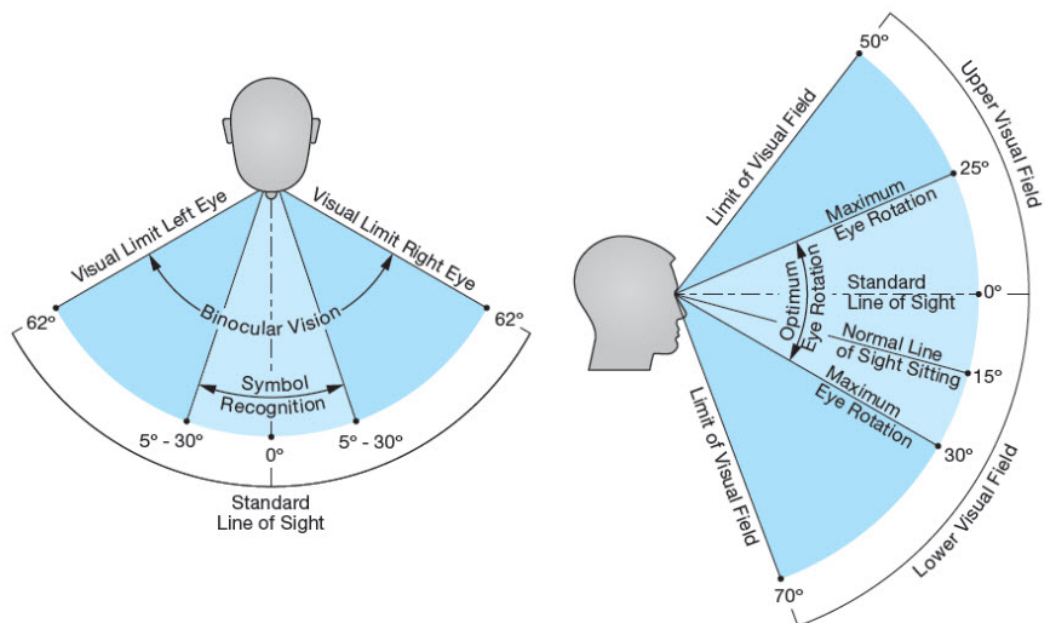 Visual Limit Left Eye
Visual Limit Right Eye
62º
62º
Binocular Vision
Symbol
Recognition
5º - 30º
5º - 30º
0º
Standard
Line of Sight
50º
Upper Visual Field
Limit of Visual Field
25º
Maximum
Eye Rotation
Optimum
Eye Rotation
Standard
Line of Sight
0º
Normal Line
of Sight Sitting
15º
Maximum
Eye Rotation
30º
Limit of Visual Field
Lower Visual Field
70º